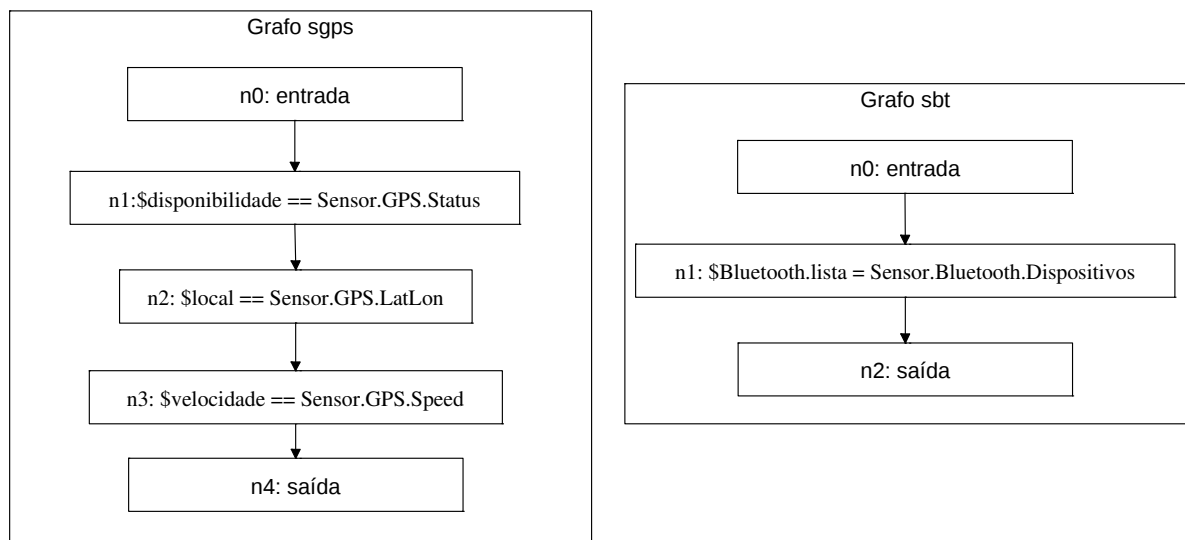 Grafo sgps
n0: entrada
n1:$disponibilidade == Sensor.GPS.Status
n2: $local == Sensor.GPS.LatLon
n3: $velocidade == Sensor.GPS.Speed
n4: saída
Grafo sbt
n0: entrada
n1: $Bluetooth.lista = Sensor.Bluetooth.Dispositivos
n2: saída